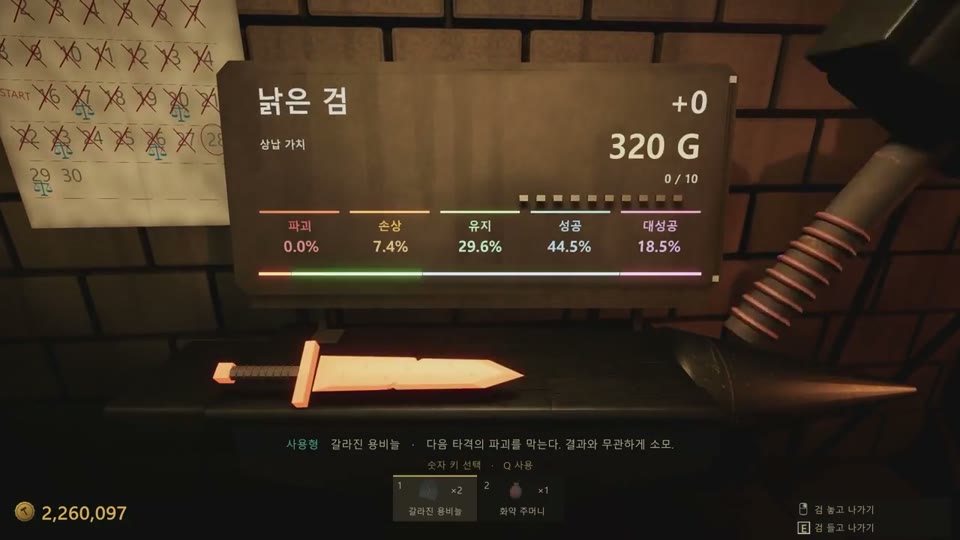 START
29 30
낡은 검 +0
상납 가치 320 G
0 / 10
파괴 손상 유지 성공 대성공
0.0% 7.4% 29.6% 44.5% 18.5%
사용형 갈라진 용비늘 · 다음 타격의 파괴를 막는다. 결과와 무관하게 소모.
숫자 키 선택 · Q 사용
1 ×2 2 ×1
갈라진 용비늘 화약 주머니
2,260,097
검 놓고 나가기
E 검 들고 나가기